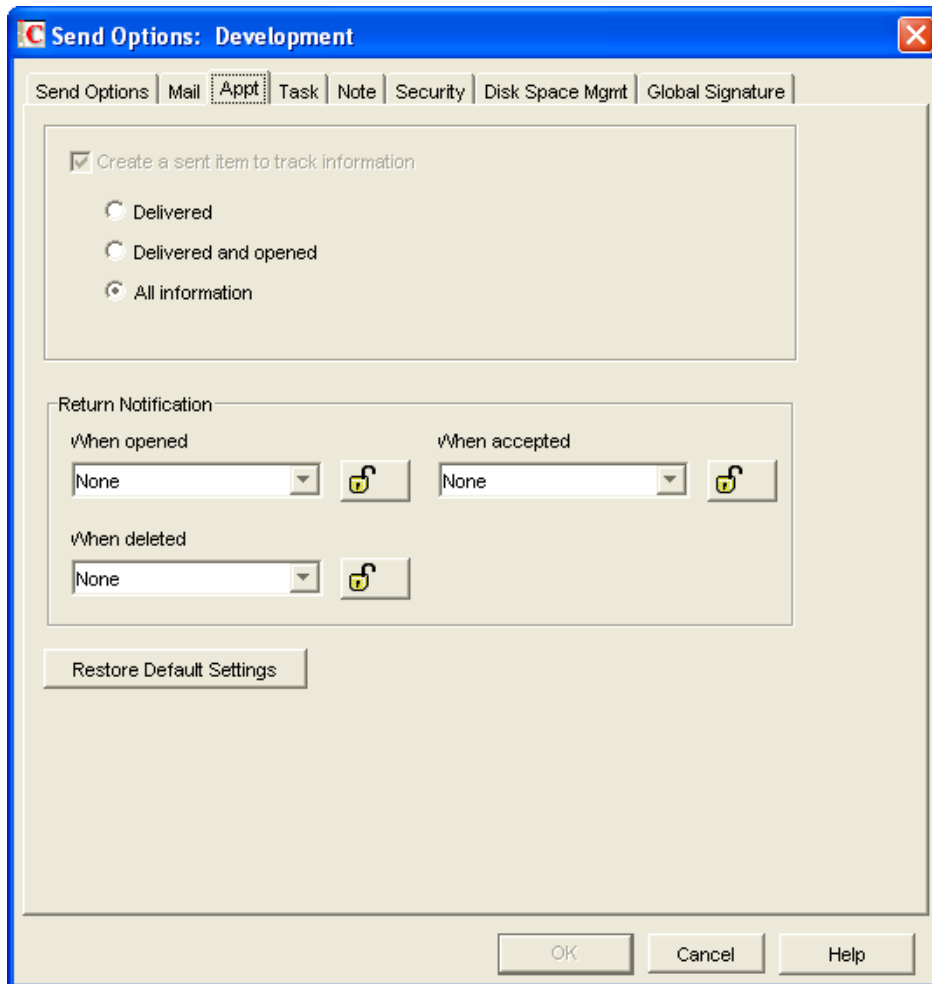 C Send Options: Development
Send Options Mail Appt Task Note Security Disk Space Mgmt Global Signature
Create a sent item to track information
Delivered
Delivered and opened
All information
Return Notification
When opened When accepted
None None
When deleted
None
Restore Default Settings
OK Cancel Help